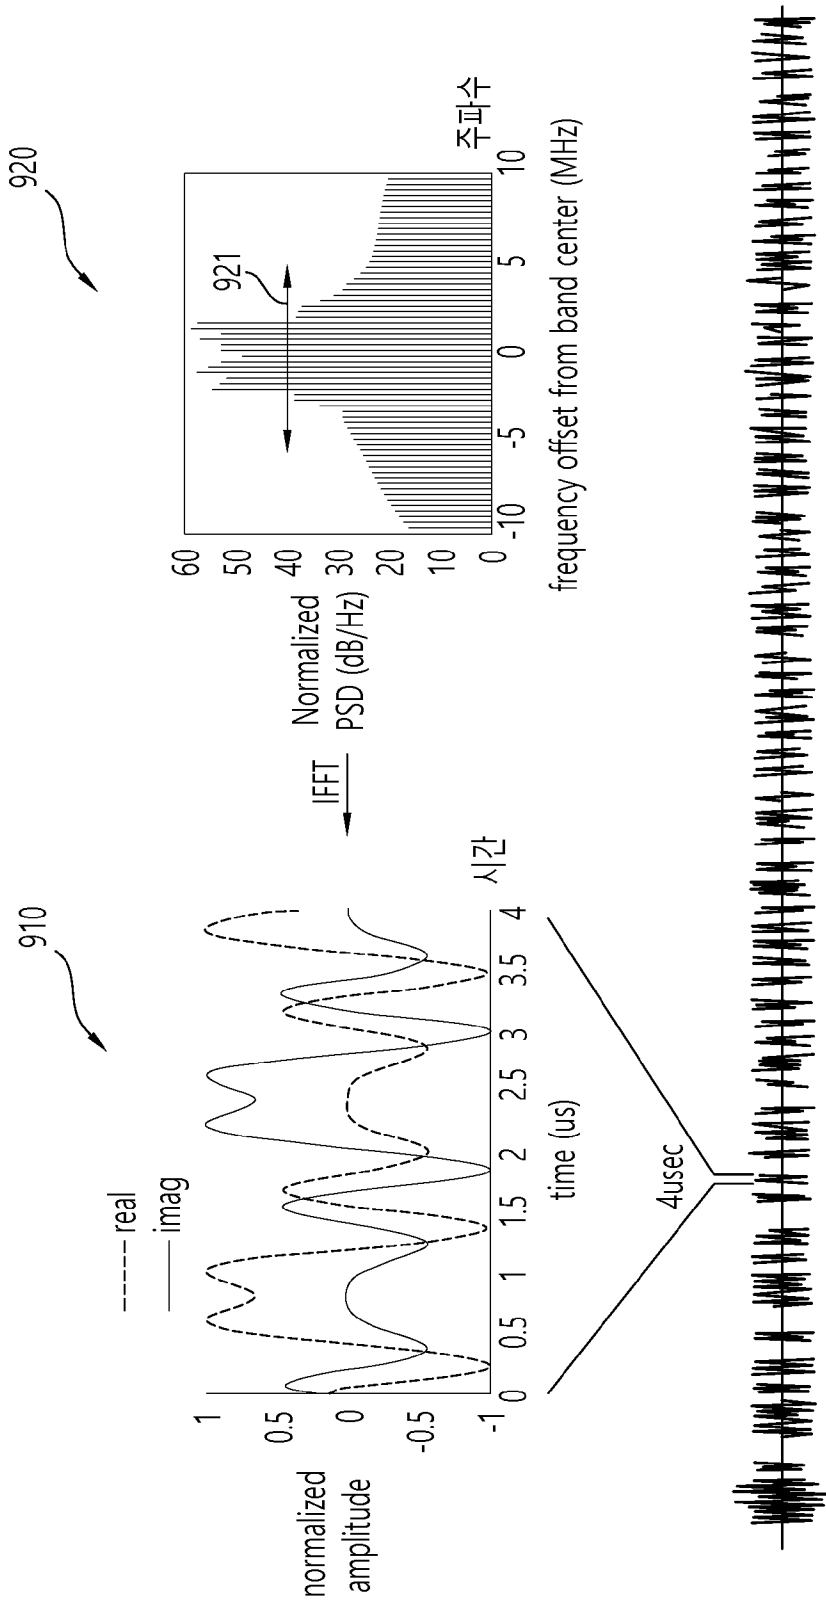 910
real
imag
normalized
amplitude
1
0.5
0
-0.5
-1
0
0.5
1
1.5
2
2.5
3
3.5
4
시간
time (us)
IFFT
920
921
Normalized
PSD (dB/Hz)
60
50
40
30
20
10
0
-10
-5
0
5
10
주파수
frequency offset from band center (MHz)
4usec